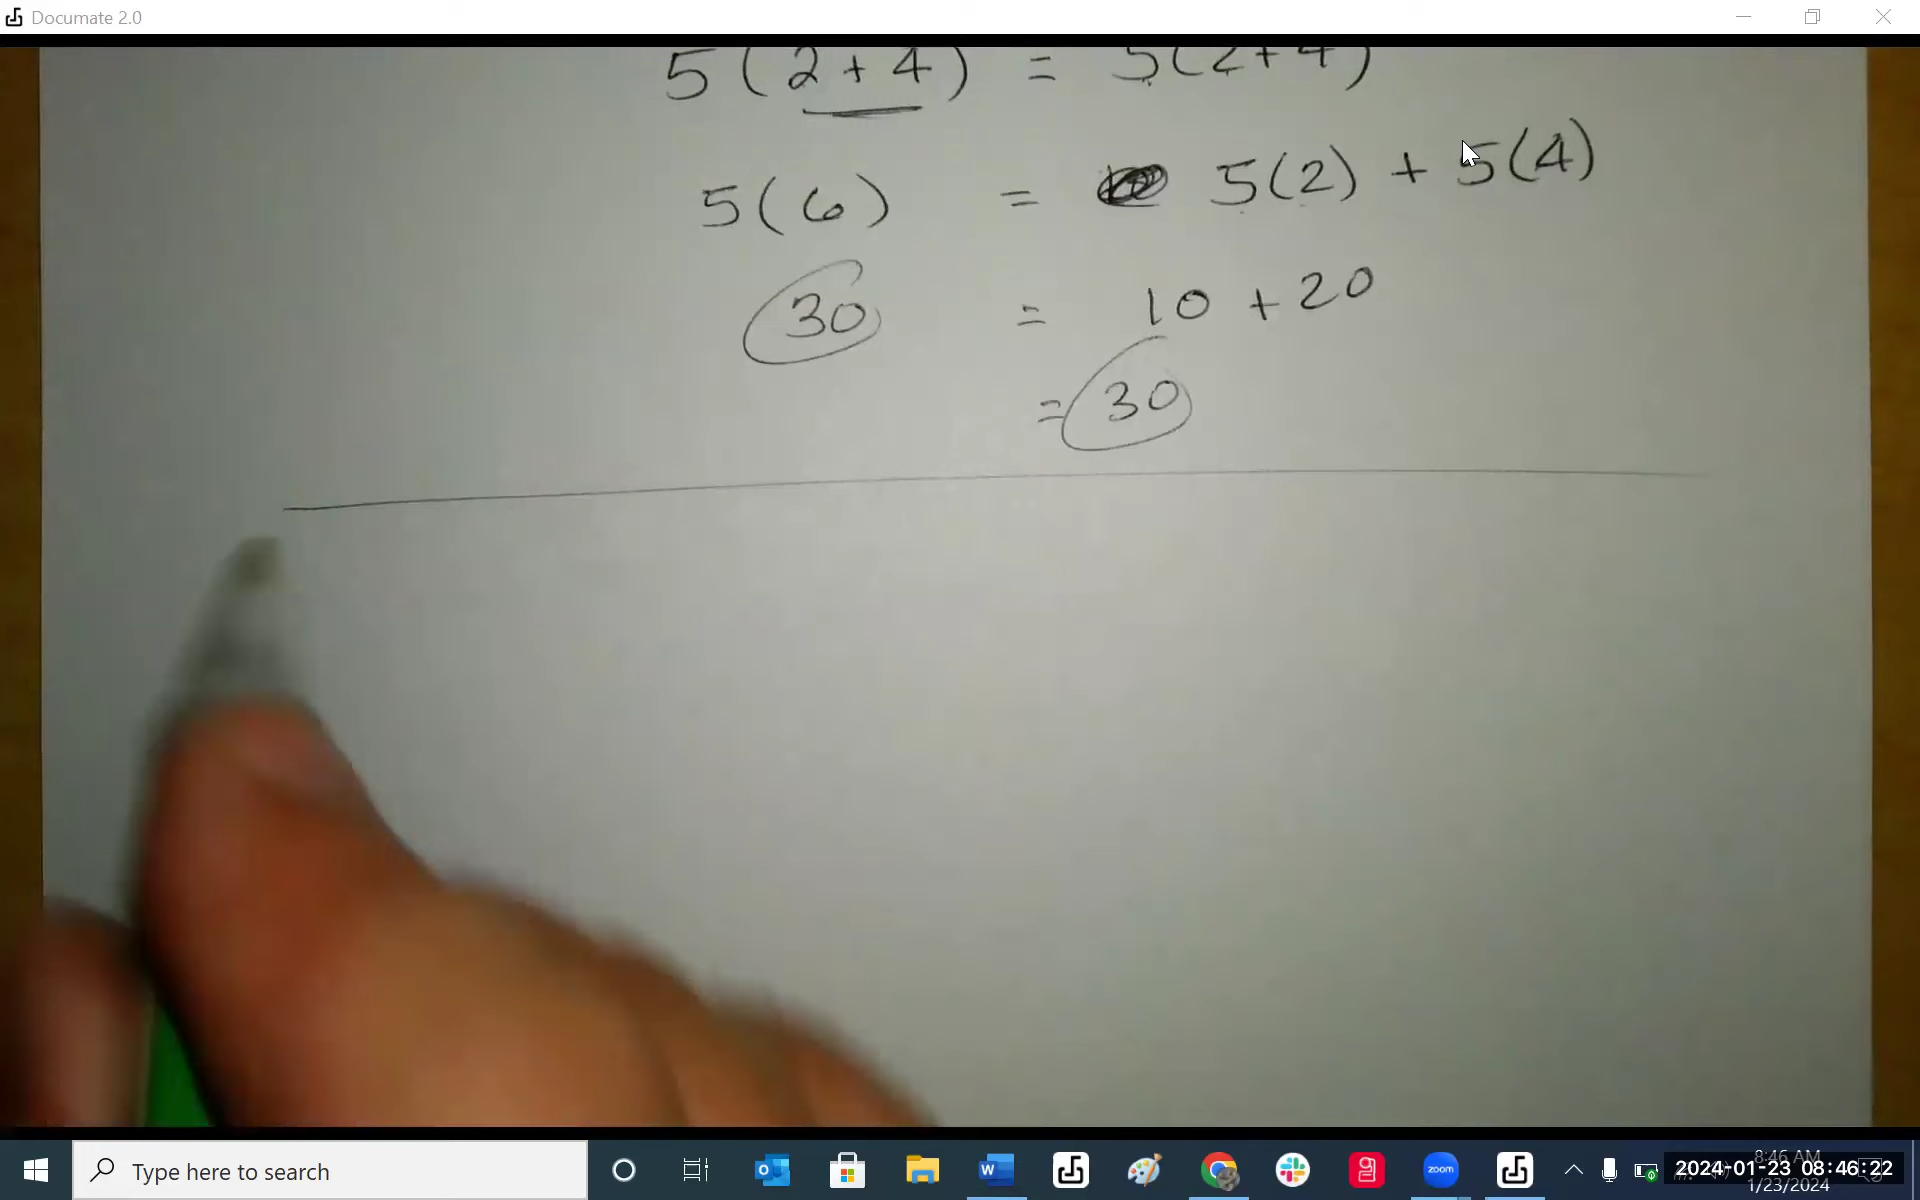 Documate 2.0
5(2+4) = 5(2+4)
5(6) = 5(2) + 5(4)
30 = 10 + 20
= 30
Type here to search
zoom
8:46 AM
2024-01-23 08:46:22
1/23/2024